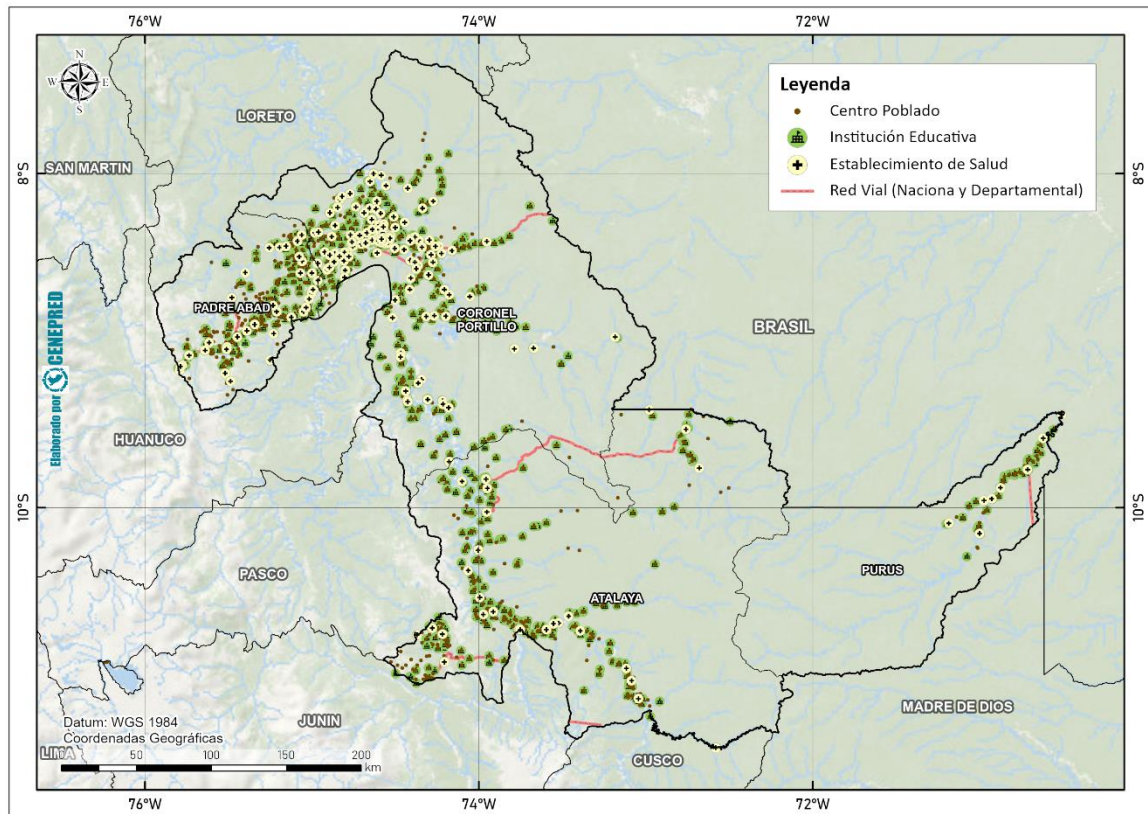 76°W
74°W
72°W
N
W
E
S
Leyenda
Centro Poblado
Institución Educativa
Establecimiento de Salud
Red Vial (Naciona y Departamental)
LORETO
SAN MARTIN
8°S
8°S
PADRE ABAD
CORONEL
PORTILLO
BRASIL
Elaborado por CENEPRED
HUANUCO
10°S
10°S
PASCO
PURUS
ATALAYA
MADRE DE DIOS
JUNIN
Datum: WGS 1984
Coordenadas Geográficas
LIMA
CUSCO
0
50
100
150
200
km
76°W
74°W
72°W